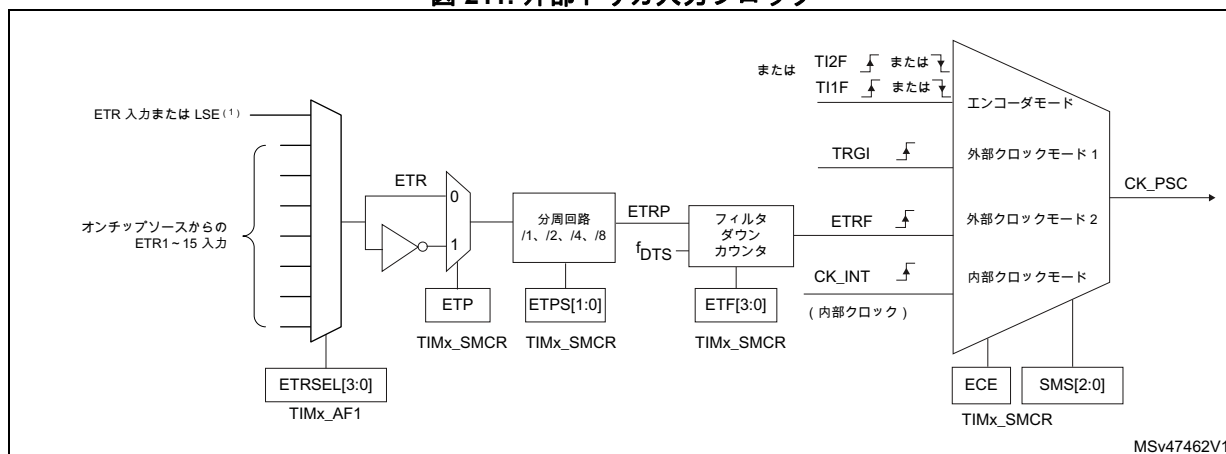 ETR 入力または LSE(1)
オンチップソースからの
ETR1~15 入力
ETRSEL[3:0]
TIMx_AF1
ETR
0
1
ETP
TIMx_SMCR
分周回路
/1、/2、/4、/8
ETPS[1:0]
TIMx_SMCR
ETRP
fDTS
フィルタ
ダウン
カウンタ
ETF[3:0]
TIMx_SMCR
または TI2F または
TI1F または
TRGI
ETRF
CK_INT
(内部クロック)
エンコーダモード
外部クロックモード 1
外部クロックモード 2
内部クロックモード
CK_PSC
ECE
SMS[2:0]
TIMx_SMCR
MSv47462V1